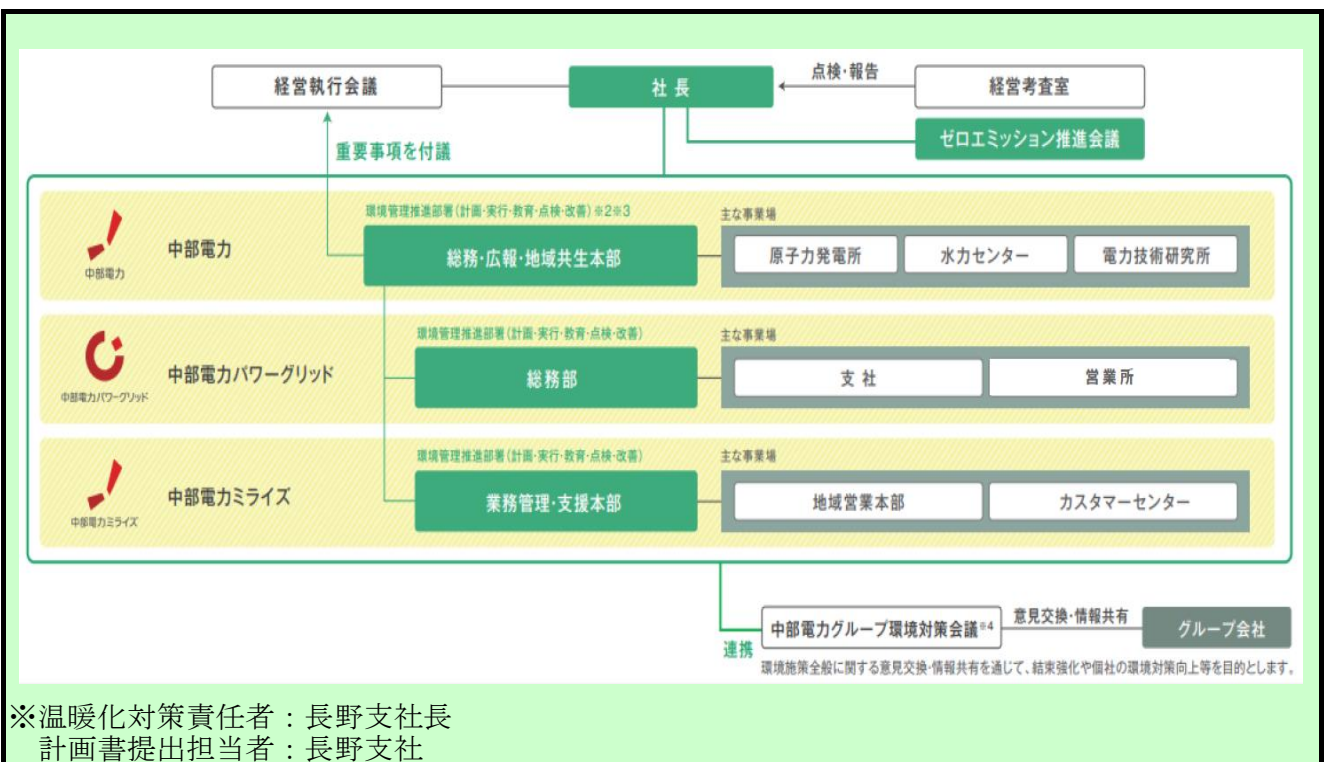 経営執行会議
社長
点検・報告
経営考査室
ゼロエミッション推進会議
重要事項を付議
環境管理推進部署(計画・実行・教育・点検・改善)※2※3
主な事業場
中部電力
中部電力
総務・広報・地域共生本部
原子力発電所
水力センター
電力技術研究所
環境管理推進部署(計画・実行・教育・点検・改善)
主な事業場
中部電力パワーグリッド
中部電力パワーグリッド
総務部
支社
営業所
環境管理推進部署(計画・実行・教育・点検・改善)
主な事業場
中部電力ミライズ
中部電力ミライズ
業務管理・支援本部
地域営業本部
カスタマーセンター
連携
中部電力グループ環境対策会議※4
意見交換・情報共有
グループ会社
環境施策全般に関する意見交換・情報共有を通じて、結束強化や個社の環境対策向上等を目的とします。
※温暖化対策責任者:長野支社長
計画書提出担当者:長野支社